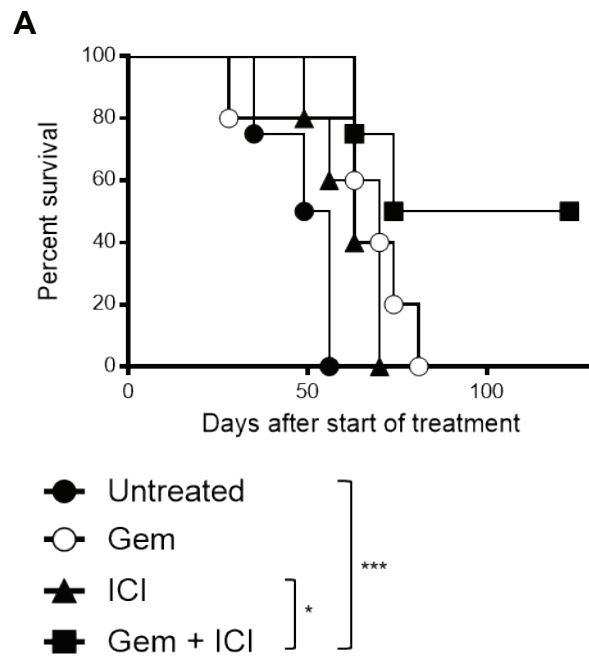 A
100
80
60
40
20
0
Percent survival
0 50 100
Days after start of treatment
Untreated
Gem
ICI
Gem + ICI
***
*